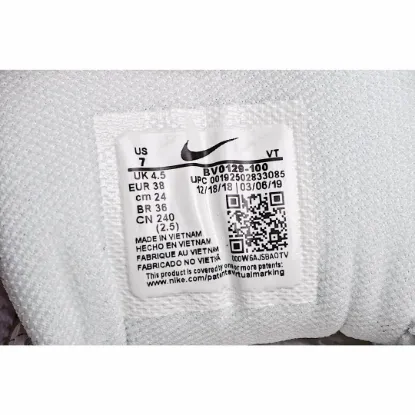 US VT
7 BV0129-100
UK 4.5 UPC 00192502833085
EUR 38 12/18/18 03/06/19
cm 24
BR 36
CN 240
(2.5)
MADE IN VIETNAM
HECHO EN VIETNAM
FABRIQUE AU VIETNAM
FABRICADO NO VIETNÃ
This product is covered by one or more patents:
www.nike.com/patents virtualmarking